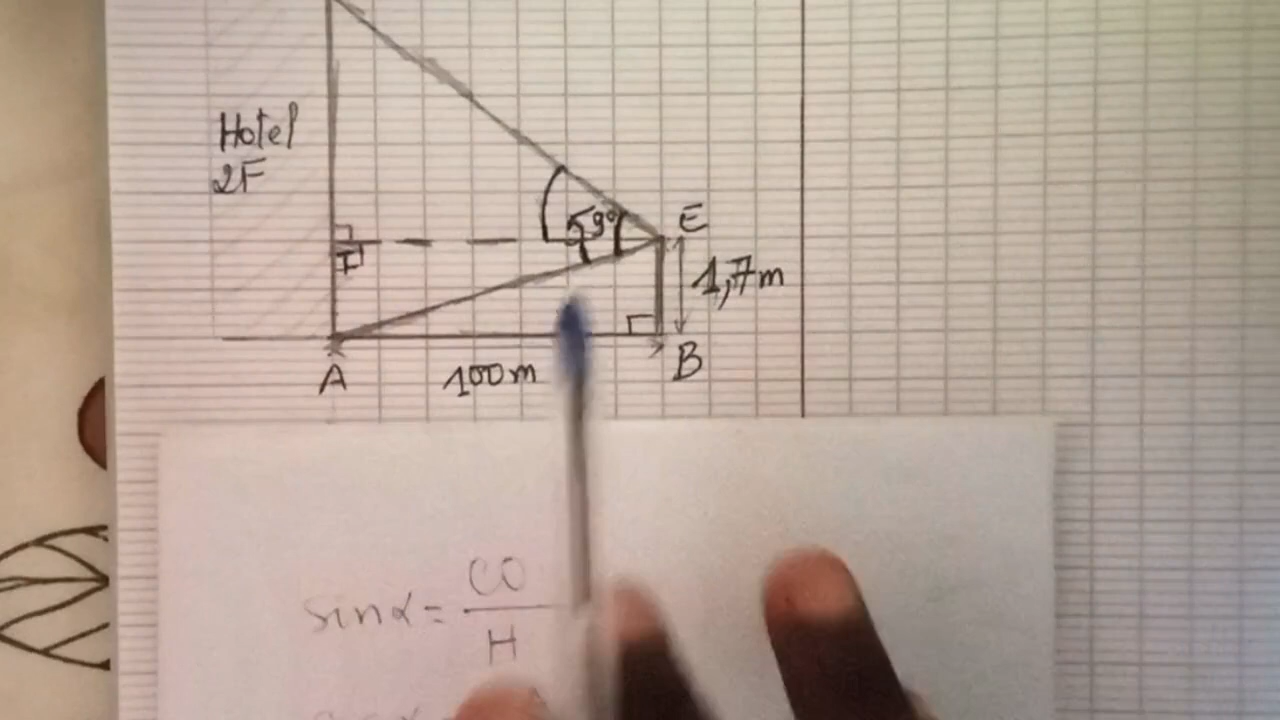 Hotel
2F
59°
E
I
1,7m
A
100m
B
sinα = CO
H